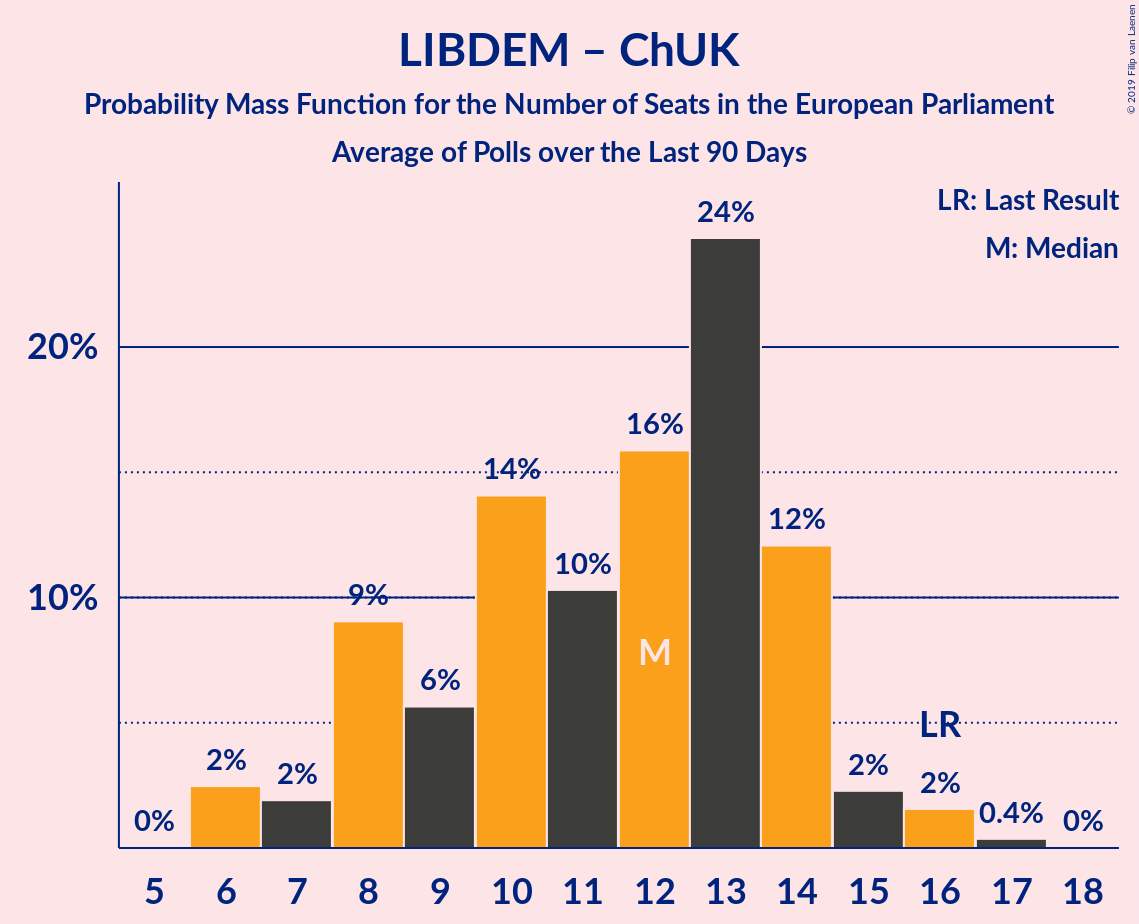 LIBDEM – ChUK
Probability Mass Function for the Number of Seats in the European Parliament
Average of Polls over the Last 90 Days
© 2019 Filip van Laenen
LR: Last Result
M: Median
20%
10%
0%
2%
2%
9%
6%
14%
10%
16%
24%
12%
2%
2%
0.4%
0%
M
LR
5 6 7 8 9 10 11 12 13 14 15 16 17 18